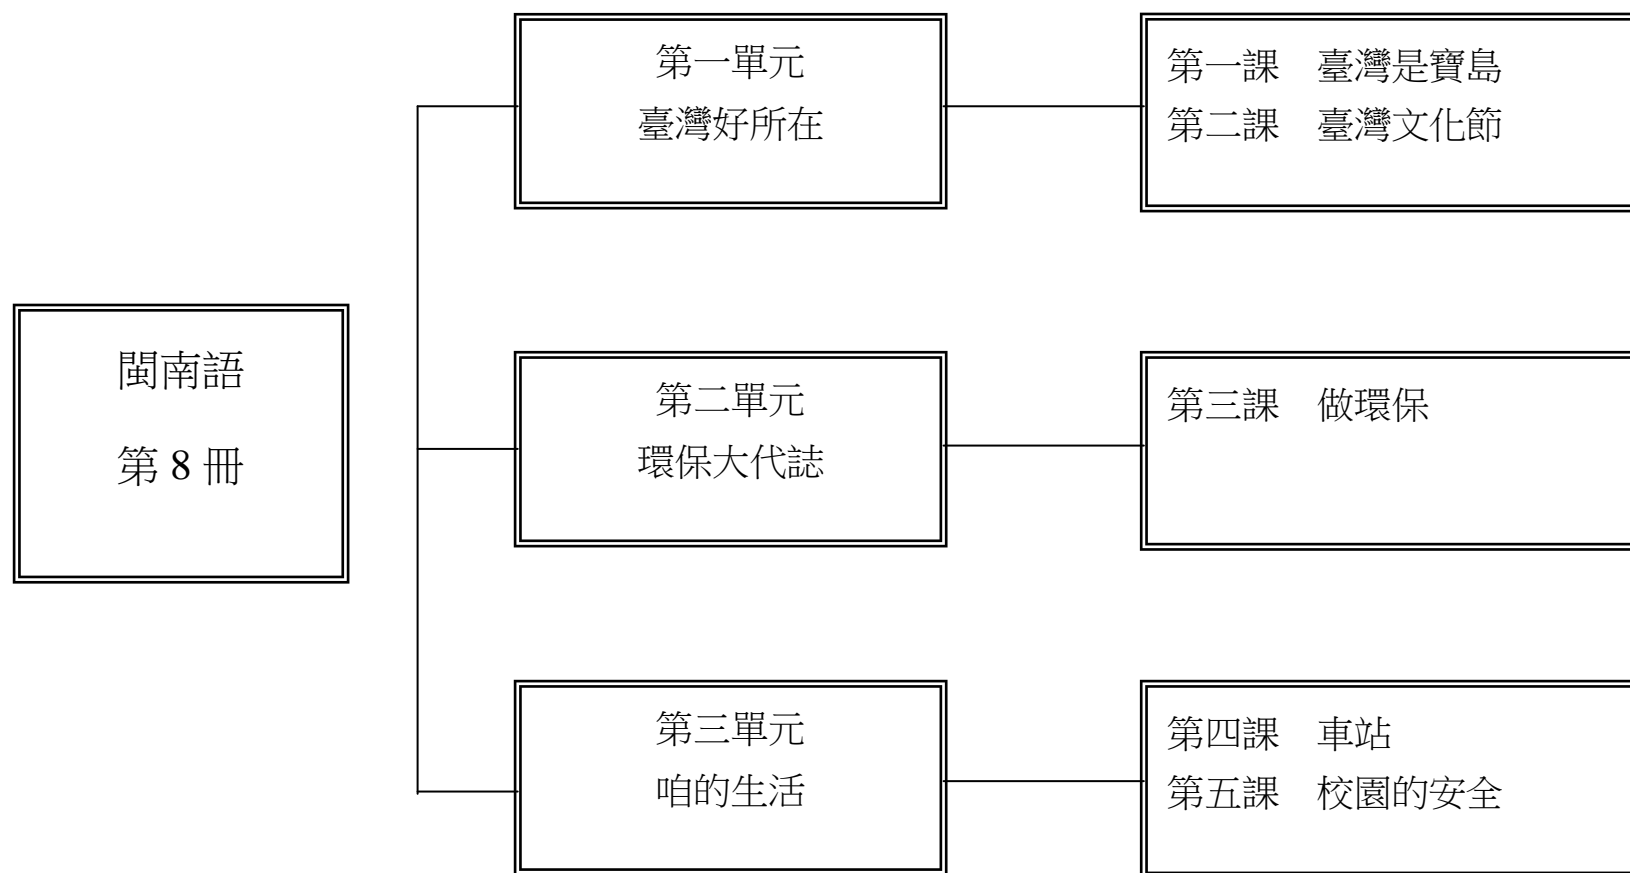 閩南語
第 8 冊
第一單元
臺灣好所在
第一課　臺灣是寶島
第二課　臺灣文化節
第二單元
環保大代誌
第三課　做環保
第三單元
咱的生活
第四課　車站
第五課　校園的安全